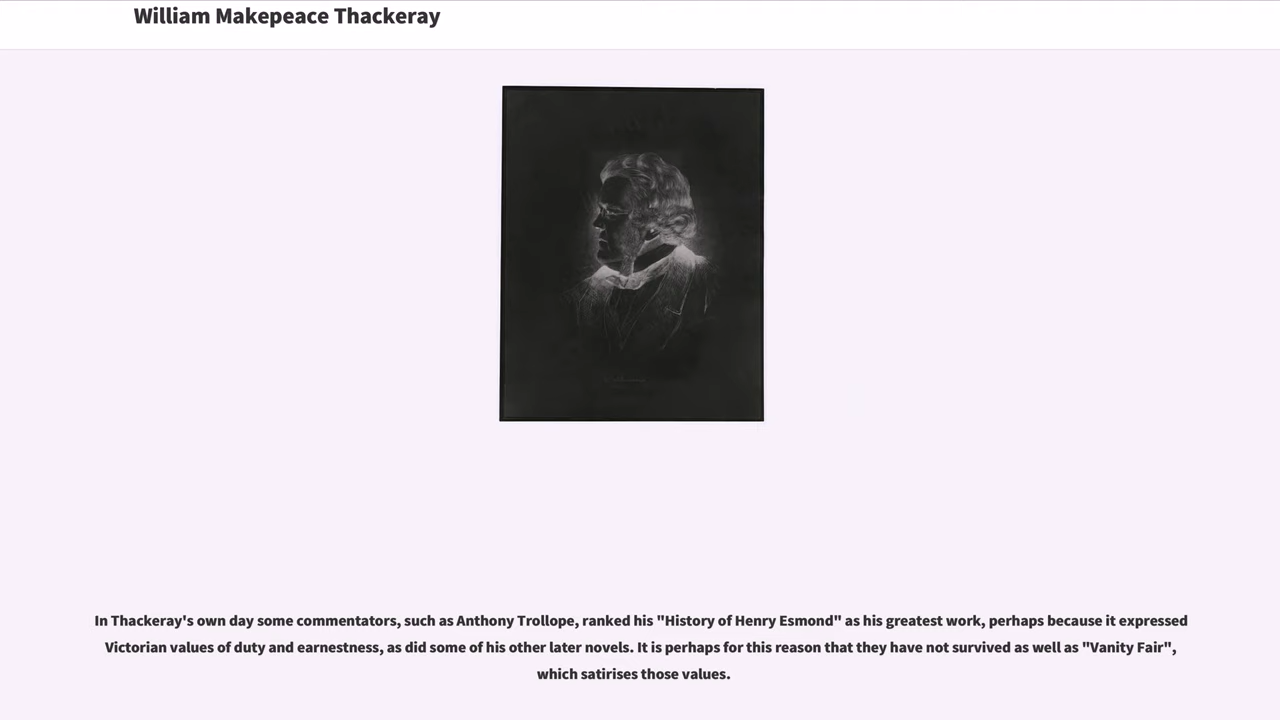 William Makepeace Thackeray
In Thackeray's own day some commentators, such as Anthony Trollope, ranked his "History of Henry Esmond" as his greatest work, perhaps because it expressed
Victorian values of duty and earnestness, as did some of his other later novels. It is perhaps for this reason that they have not survived as well as "Vanity Fair",
which satirises those values.